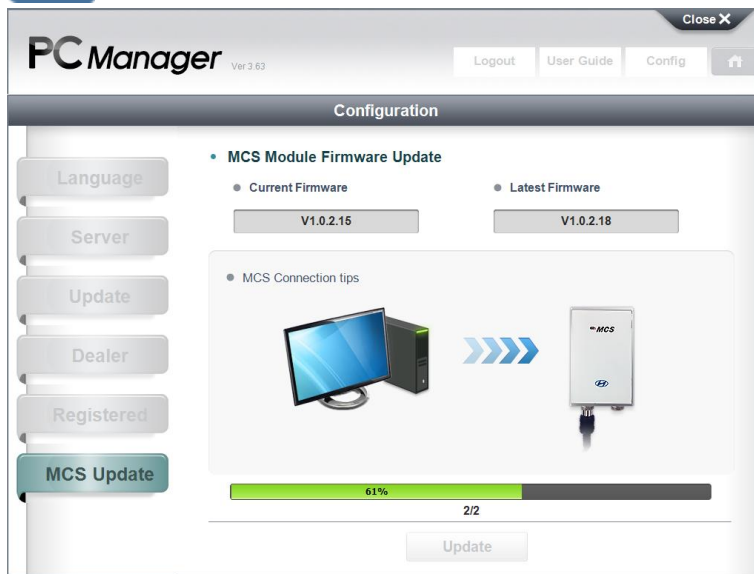 Close X
PC Manager Ver 3.63
Logout User Guide Config
Configuration
Language
Server
Update
Dealer
Registered
MCS Update
MCS Module Firmware Update
Current Firmware Latest Firmware
V1.0.2.15 V1.0.2.18
MCS Connection tips
MCS
61%
2/2
Update